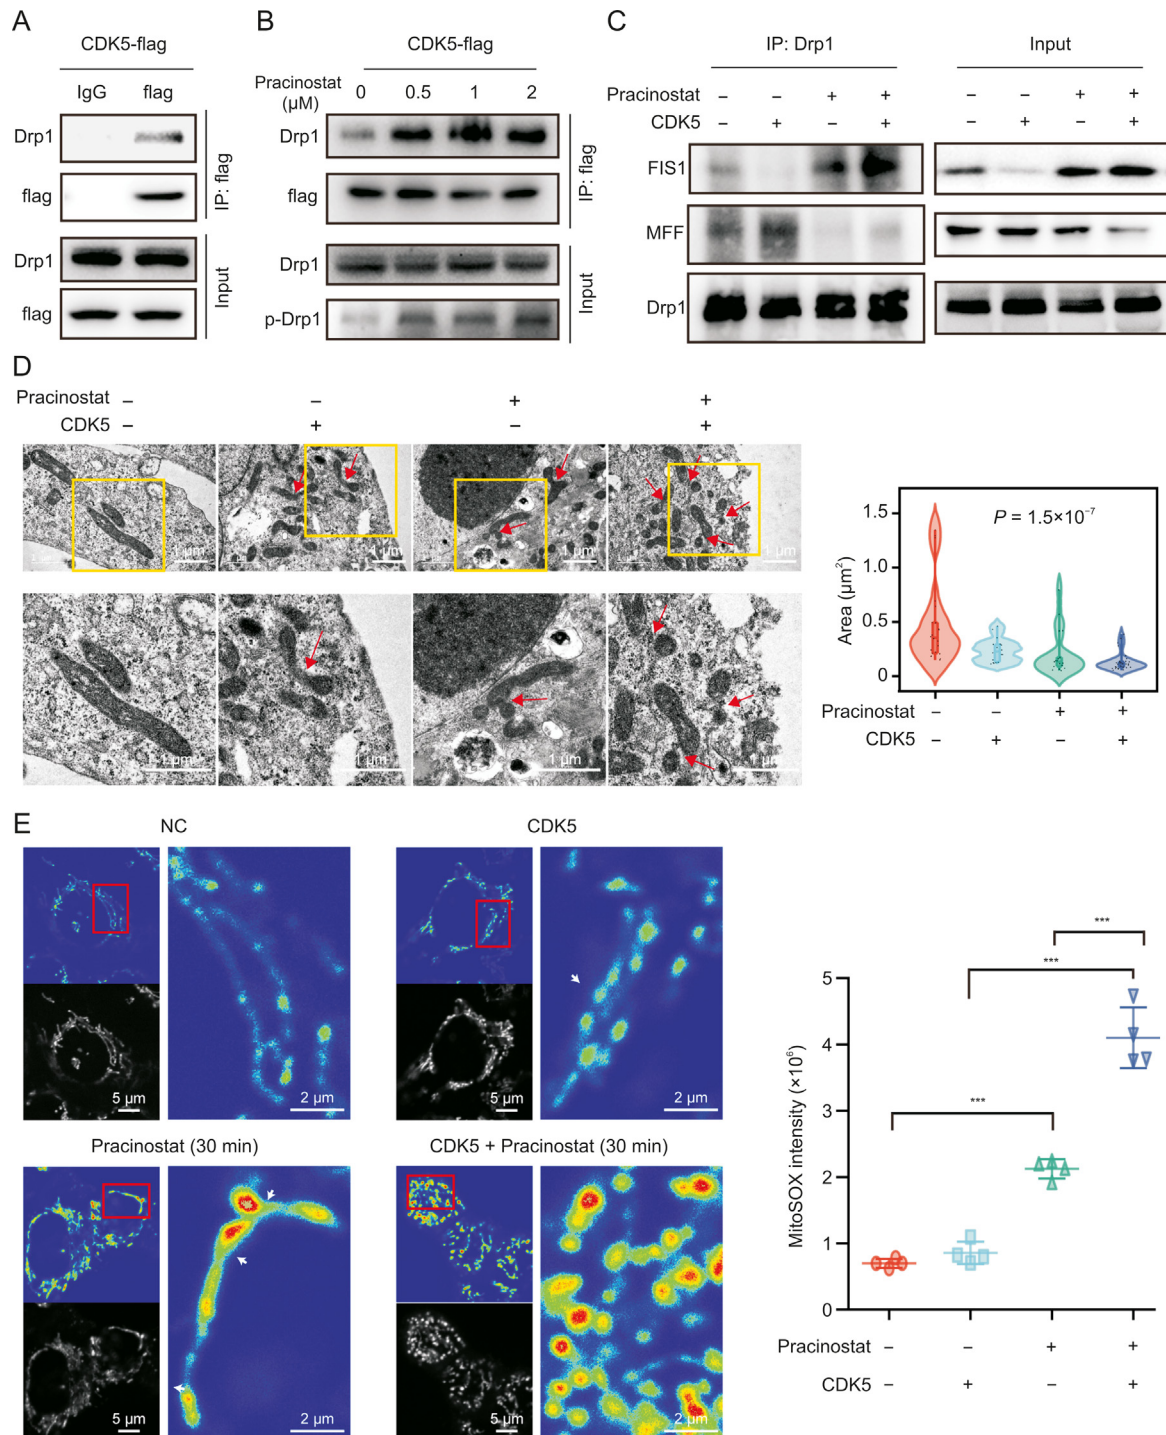 A
CDK5-flag
IgG flag
Drp1
flag
IP: flag
Drp1
flag
Input
B
CDK5-flag
Pracinostat
(μM)
0 0.5 1 2
Drp1
flag
IP: flag
Drp1
p-Drp1
Input
C
IP: Drp1 Input
Pracinostat – – + + – – + +
CDK5 – + – + – + – +
FIS1
MFF
Drp1
D
Pracinostat – – + +
CDK5 – + – +
1 μm 1 μm 1 μm 1 μm
1 μm 1 μm 1 μm 1 μm
P = 1.5×10⁻⁷
Area (μm²)
1.5
1.0
0.5
0
Pracinostat – – + +
CDK5 – + – +
E
NC CDK5
5 μm 2 μm 5 μm 2 μm
Pracinostat (30 min) CDK5 + Pracinostat (30 min)
5 μm 2 μm 5 μm 2 μm
***
***
***
MitoSOX intensity (×10⁶)
5
4
3
2
1
0
Pracinostat – – + +
CDK5 – + – +